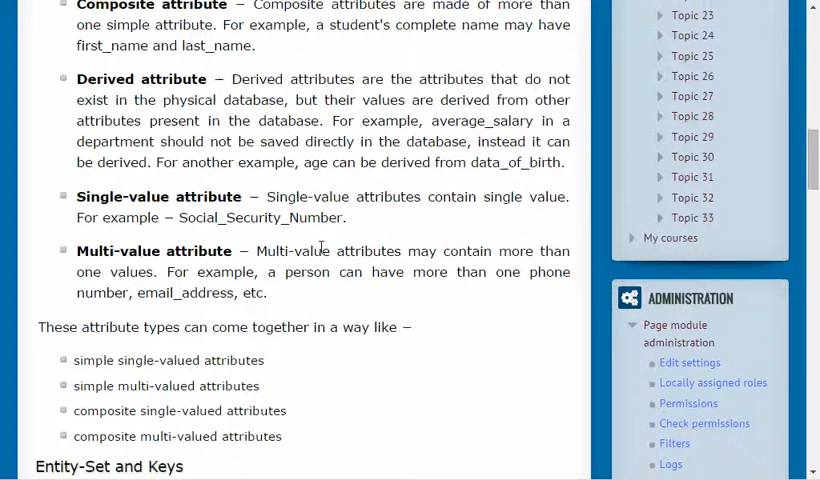 Composite attribute − Composite attributes are made of more than
one simple attribute. For example, a student's complete name may have
first_name and last_name.
Derived attribute − Derived attributes are the attributes that do not
exist in the physical database, but their values are derived from other
attributes present in the database. For example, average_salary in a
department should not be saved directly in the database, instead it can
be derived. For another example, age can be derived from data_of_birth.
Single-value attribute − Single-value attributes contain single value.
For example − Social_Security_Number.
Multi-value attribute − Multi-value attributes may contain more than
one values. For example, a person can have more than one phone
number, email_address, etc.
These attribute types can come together in a way like −
simple single-valued attributes
simple multi-valued attributes
composite single-valued attributes
composite multi-valued attributes
Entity-Set and Keys
Topic 23
Topic 24
Topic 25
Topic 26
Topic 27
Topic 28
Topic 29
Topic 30
Topic 31
Topic 32
Topic 33
My courses
ADMINISTRATION
Page module
administration
Edit settings
Locally assigned roles
Permissions
Check permissions
Filters
Logs